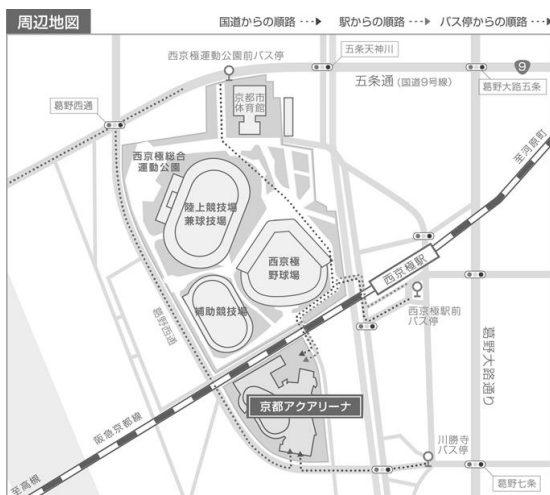 周辺地図
国道からの順路 ･･･▶
駅からの順路 ･･･▶
バス停からの順路 ･･･▶
西京極運動公園前バス停
五条天神川
9
五条通 (国道9号線)
葛野大路五条
葛野西通
京都市
体育館
西京極総合
運動公園
陸上競技場
兼球技場
至河原町
西京極
野球場
西京極駅
補助競技場
西京極駅前
バス停
葛野西通
葛野大路通り
京都アクアリーナ
阪急京都線
川勝寺
バス停
至高槻
葛野七条